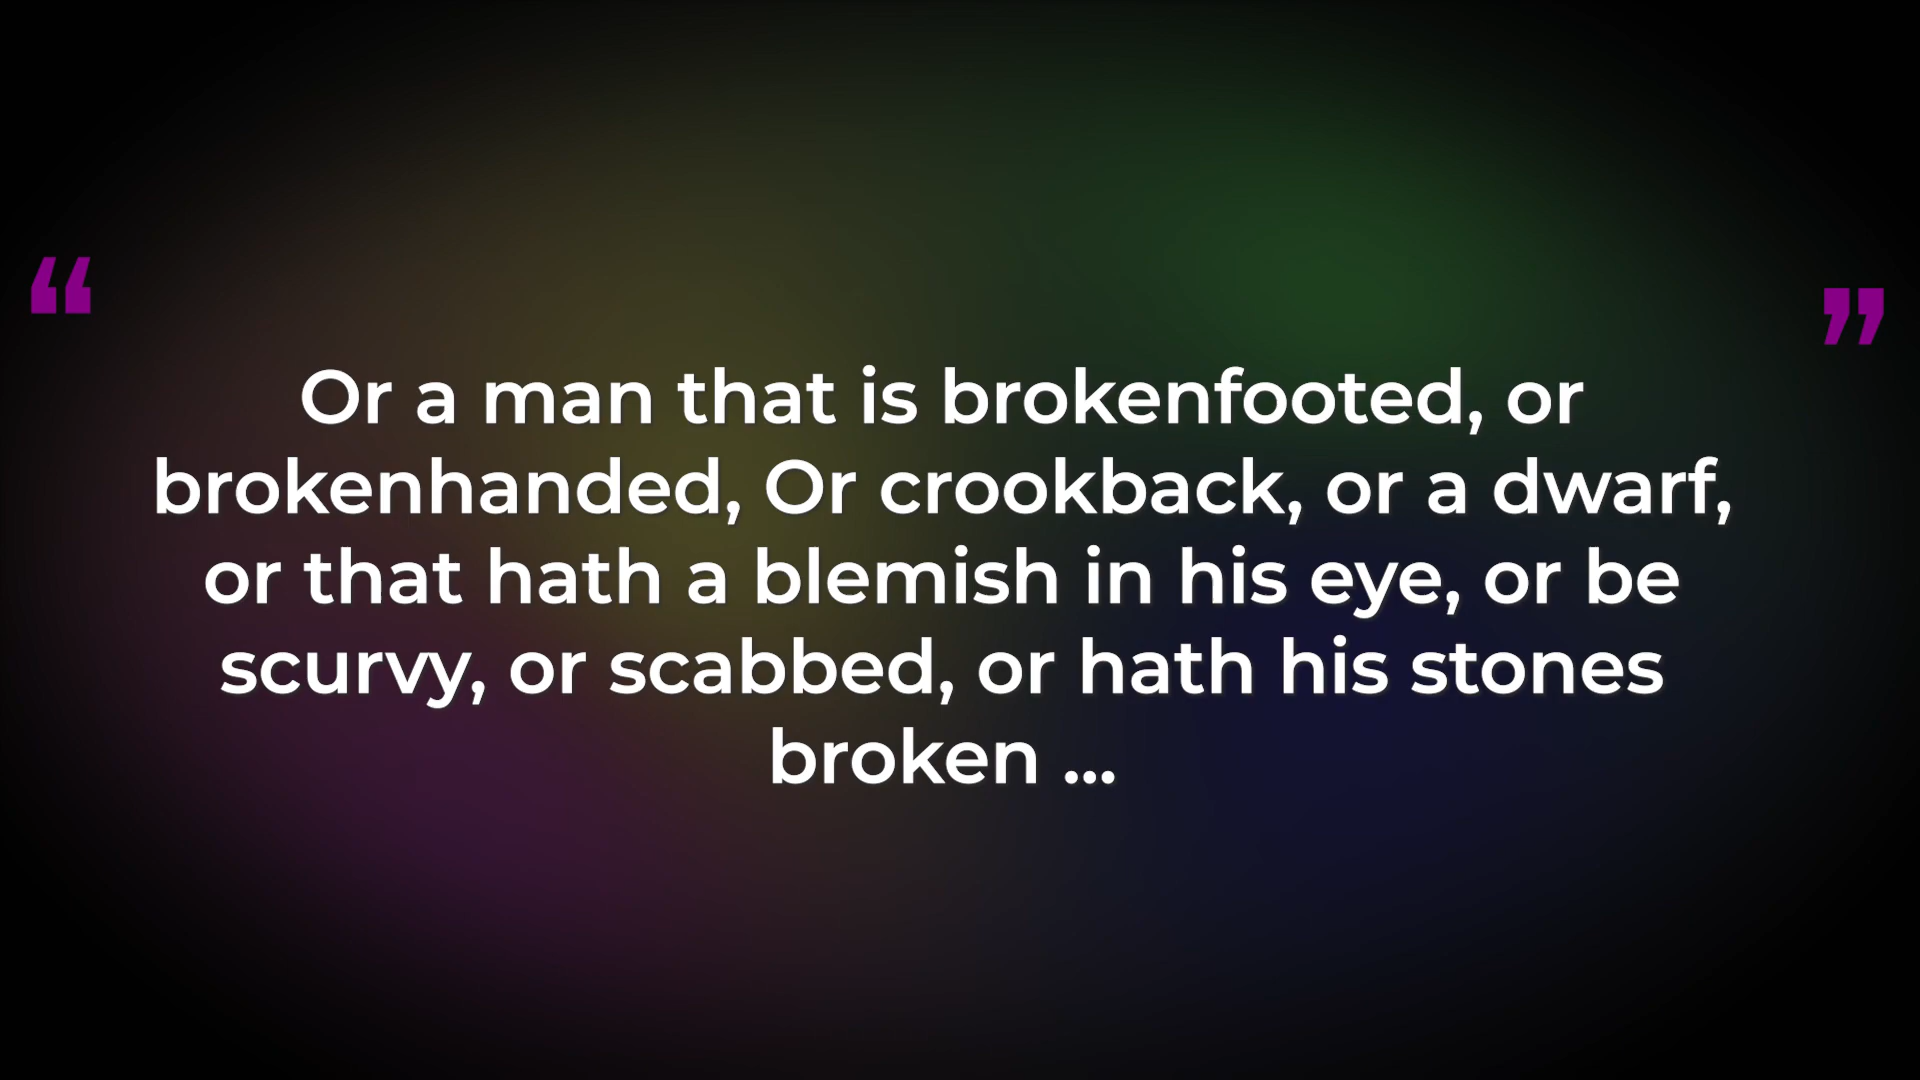 “
”
Or a man that is brokenfooted, or
brokenhanded, Or crookback, or a dwarf,
or that hath a blemish in his eye, or be
scurvy, or scabbed, or hath his stones
broken ...